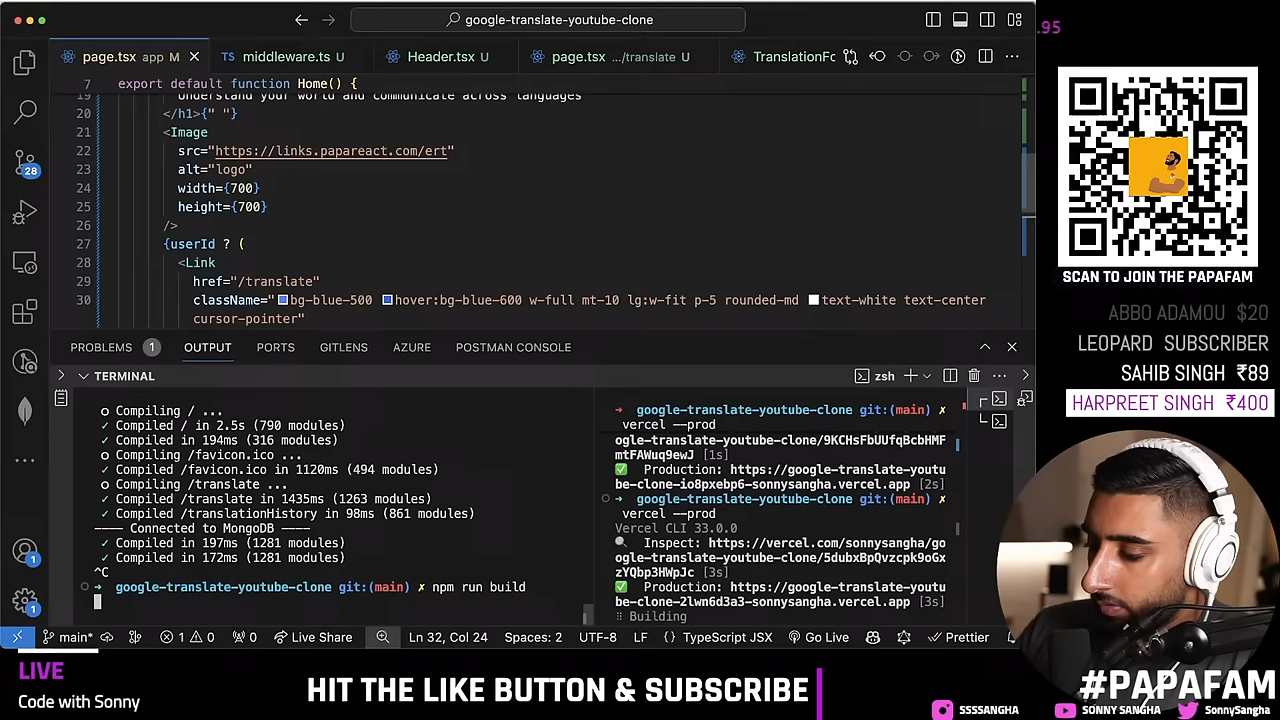 google-translate-youtube-clone
.95
page.tsx app M
middleware.ts U
Header.tsx U
page.tsx .../translate U
TranslationFc
7 export default function Home() {
19 understand your world and communicate across languages
20 </h1>{" "}
21 <Image
22 src="https://links.papareact.com/ert"
23 alt="logo"
24 width={700}
25 height={700}
26 />
27 {userId ? (
28 <Link
29 href="/translate"
30 className="bg-blue-500 hover:bg-blue-600 w-full mt-10 lg:w-fit p-5 rounded-md text-white text-center
cursor-pointer"
28
1
1
PROBLEMS 1 OUTPUT PORTS GITLENS AZURE POSTMAN CONSOLE
TERMINAL
zsh
o Compiling / ...
✓ Compiled / in 2.5s (790 modules)
✓ Compiled in 194ms (316 modules)
o Compiling /favicon.ico ...
✓ Compiled /favicon.ico in 1120ms (494 modules)
o Compiling /translate ...
✓ Compiled /translate in 1435ms (1263 modules)
✓ Compiled /translationHistory in 98ms (861 modules)
—— Connected to MongoDB ——
✓ Compiled in 197ms (1281 modules)
✓ Compiled in 172ms (1281 modules)
^C
➜ google-translate-youtube-clone git:(main) ✗ npm run build
➜ google-translate-youtube-clone git:(main) ✗
vercel --prod
ogle-translate-youtube-clone/9KCHsFbUUfqBcbHMF
mtFAWuq9ewJ [1s]
✅ Production: https://google-translate-youtu
be-clone-io8pxebp6-sonnysangha.vercel.app [2s]
➜ google-translate-youtube-clone git:(main) ✗
vercel --prod
Vercel CLI 33.0.0
🔍 Inspect: https://vercel.com/sonnysangha/go
ogle-translate-youtube-clone/5dubxBpQvzcpk9oGx
zYQbp3HWpJc [3s]
✅ Production: https://google-translate-youtu
be-clone-2lwn6d3a3-sonnysangha.vercel.app [3s]
Building
main* 1 0 0 Live Share Ln 32, Col 24 Spaces: 2 UTF-8 LF {} TypeScript JSX Go Live Prettier
SCAN TO JOIN THE PAPAFAM
ABBO ADAMOU $20
LEOPARD SUBSCRIBER
SAHIB SINGH ₹89
HARPREET SINGH ₹400
LIVE
Code with Sonny
HIT THE LIKE BUTTON & SUBSCRIBE
#PAPAFAM
SSSSANGHA SONNY SANGHA SonnySangha